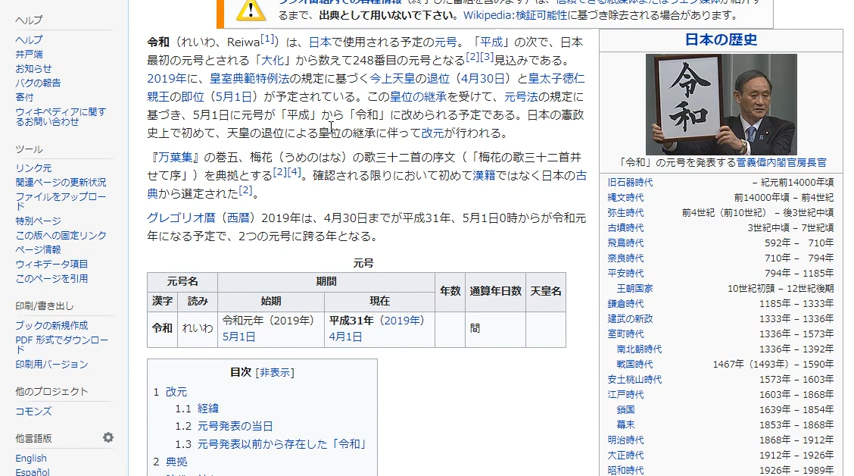 ヘルプ
ヘルプ
井戸端
お知らせ
バグの報告
寄付
ウィキペディアに関するお問い合わせ
ツール
リンク元
関連ページの更新状況
ファイルをアップロード
特別ページ
この版への固定リンク
ページ情報
ウィキデータ項目
このページを引用
印刷/書き出し
ブックの新規作成
PDF 形式でダウンロード
印刷用バージョン
他のプロジェクト
コモンズ
他言語版
English
Español
るまで、出典として用いないで下さい。Wikipedia:検証可能性に基づき除去される場合があります。
令和（れいわ、Reiwa[1]）は、日本で使用される予定の元号。「平成」の次で、日本
最初の元号とされる「大化」から数えて248番目の元号となる[2][3]見込みである。
2019年に、皇室典範特例法の規定に基づく今上天皇の退位（4月30日）と皇太子徳仁
親王の即位（5月1日）が予定されている。この皇位の継承を受けて、元号法の規定に
基づき、5月1日に元号が「平成」から「令和」に改められる予定である。日本の憲政
史上で初めて、天皇の退位による皇位の継承に伴って改元が行われる。
『万葉集』の巻五、梅花（うめのはな）の歌三十二首の序文（「梅花の歌三十二首并
せて序」）を典拠とする[2][4]。確認される限りにおいて初めて漢籍ではなく日本の古
典から選定された[2]。
グレゴリオ暦（西暦）2019年は、4月30日までが平成31年、5月1日0時からが令和元
年になる予定で、2つの元号に跨る年となる。
元号
元号名 期間 年数 通算年日数 天皇名
漢字 読み 始期 現在
令和 れいわ 令和元年（2019年）5月1日 平成31年（2019年）4月1日 間
目次 [非表示]
1 改元
1.1 経緯
1.2 元号発表の当日
1.3 元号発表以前から存在した「令和」
2 典拠
日本の歴史
令和
「令和」の元号を発表する菅義偉内閣官房長官
旧石器時代 – 紀元前14000年頃
縄文時代 前14000年頃 – 前4世紀
弥生時代 前4世紀（前10世紀） – 後3世紀中頃
古墳時代 3世紀中頃 – 7世紀頃
飛鳥時代 592年 – 710年
奈良時代 710年 – 794年
平安時代 794年 – 1185年
王朝国家 10世紀初頭 – 12世紀後期
鎌倉時代 1185年 – 1333年
建武の新政 1333年 – 1336年
室町時代 1336年 – 1573年
南北朝時代 1336年 – 1392年
戦国時代 1467年（1493年） – 1590年
安土桃山時代 1573年 – 1603年
江戸時代 1603年 – 1868年
鎖国 1639年 – 1854年
幕末 1853年 – 1868年
明治時代 1868年 – 1912年
大正時代 1912年 – 1926年
昭和時代 1926年 – 1989年